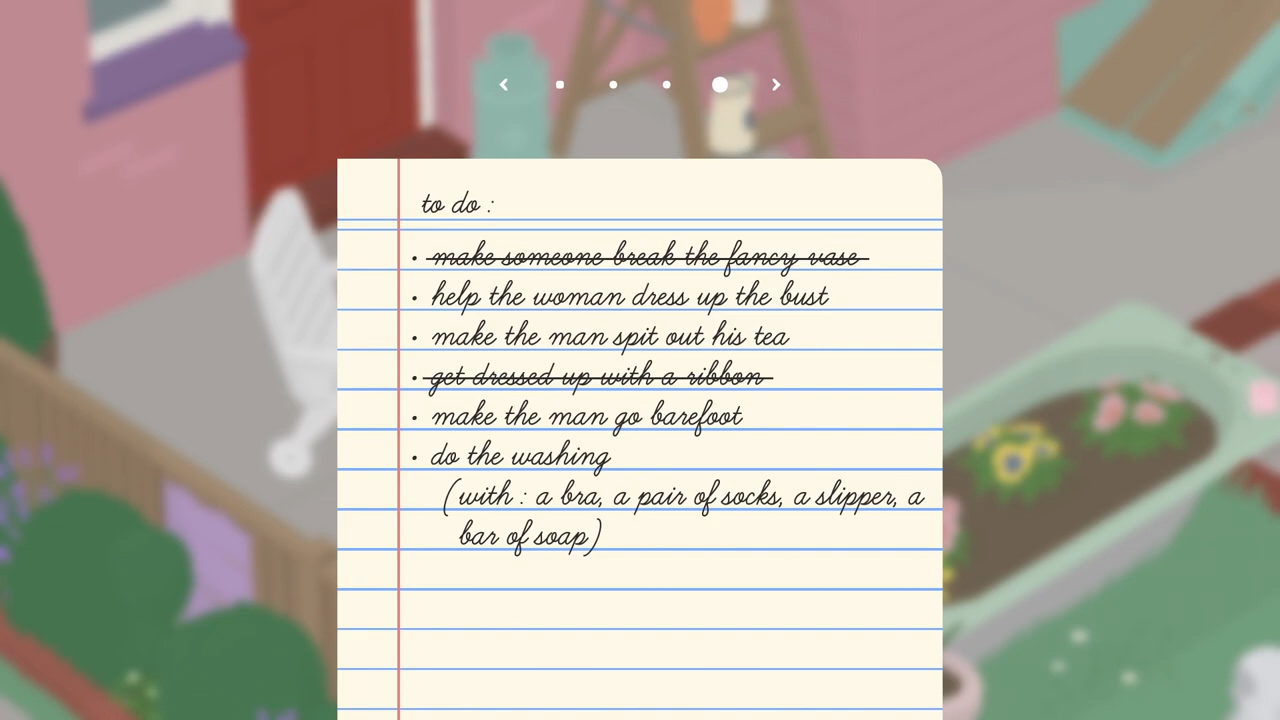 to do :
• make someone break the fancy vase
• help the woman dress up the bust
• make the man spit out his tea
• get dressed up with a ribbon
• make the man go barefoot
• do the washing
(with : a bra, a pair of socks, a slipper, a
bar of soap)